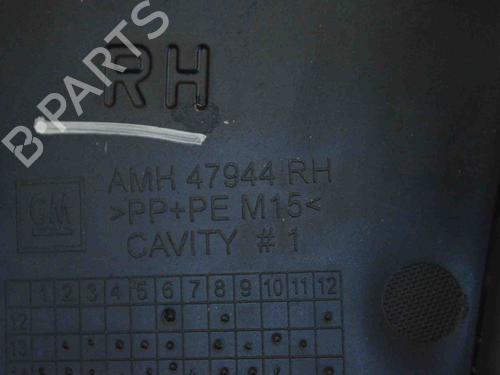 RH
B PARTS
AMH 47944 RH
GM
>PP+PE M15<
CAVITY # 1
1 2 3 4 5 6 7 8 9 10 11 12
12
13